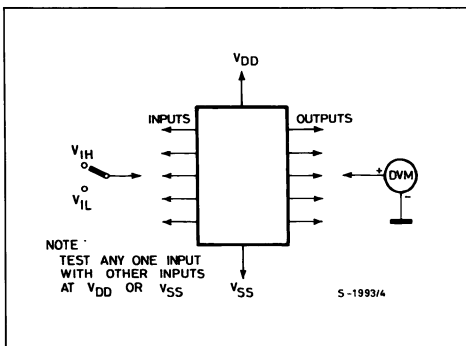 VDD
INPUTS
OUTPUTS
VIH
VIL
+
DVM
-
NOTE :
TEST ANY ONE INPUT
WITH OTHER INPUTS
AT VDD OR VSS
VSS
S-1993/4